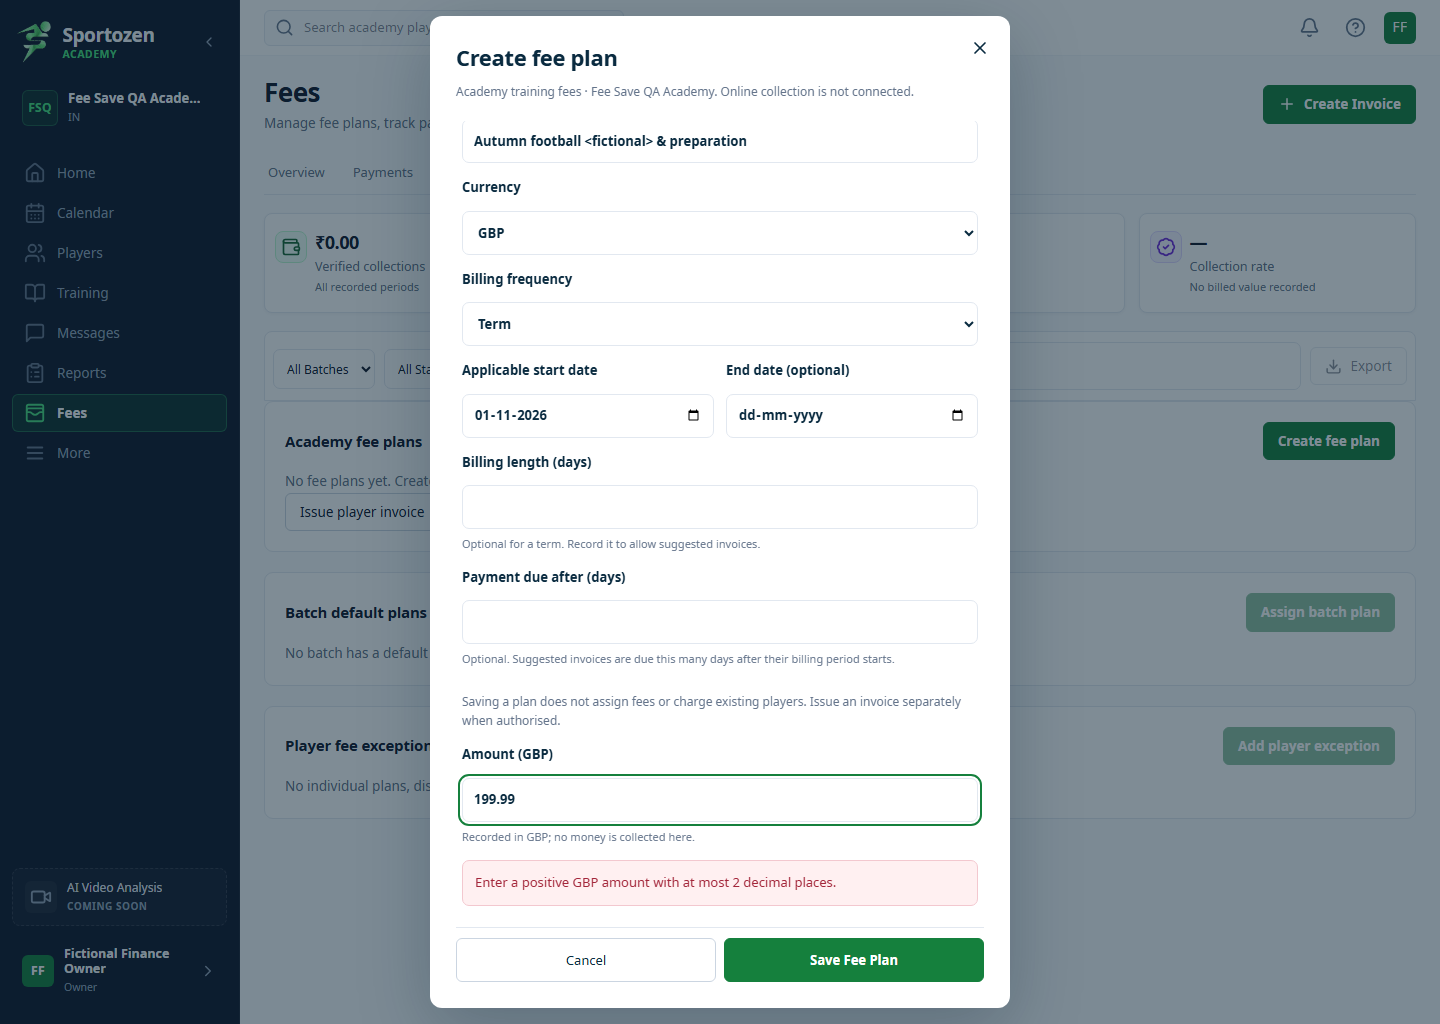 Sportozen
ACADEMY
FSQ
Fee Save QA Acade...
IN
Home
Calendar
Players
Training
Messages
Reports
Fees
More
AI Video Analysis
COMING SOON
FF
Fictional Finance
Owner
Owner
Search academy play
FF
Fees
Manage fee plans, track pa
Create Invoice
Overview
Payments
₹0.00
Verified collections
All recorded periods
—
Collection rate
No billed value recorded
All Batches
All Sta
Export
Academy fee plans
Create fee plan
No fee plans yet. Creat
Issue player invoice
Batch default plans
Assign batch plan
No batch has a default
Player fee exception
Add player exception
No individual plans, dis
Create fee plan
Academy training fees · Fee Save QA Academy. Online collection is not connected.
Autumn football <fictional> & preparation
Currency
GBP
Billing frequency
Term
Applicable start date
End date (optional)
01-11-2026
dd-mm-yyyy
Billing length (days)
Optional for a term. Record it to allow suggested invoices.
Payment due after (days)
Optional. Suggested invoices are due this many days after their billing period starts.
Saving a plan does not assign fees or charge existing players. Issue an invoice separately
when authorised.
Amount (GBP)
199.99
Recorded in GBP; no money is collected here.
Enter a positive GBP amount with at most 2 decimal places.
Cancel
Save Fee Plan